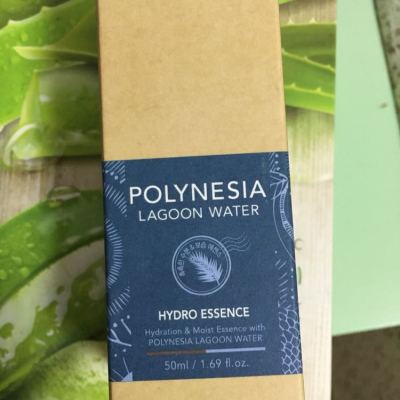 POLYNESIA
LAGOON WATER
HYDRO ESSENCE
Hydration & Moist Essence with
POLYNESIA LAGOON WATER
50ml / 1.69 fl.oz.